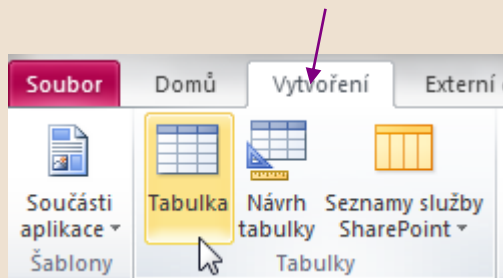 Soubor Domů Vytvoření Externí
Součásti aplikace Tabulka Návrh tabulky Seznamy služby SharePoint
Šablony Tabulky